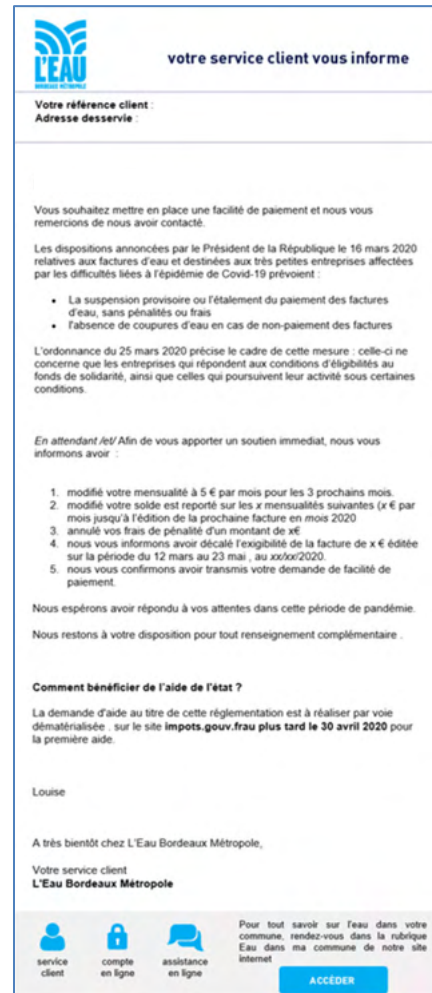 L'EAU
BORDEAUX MÉTROPOLE
votre service client vous informe
Votre référence client :
Adresse desservie :
Vous souhaitez mettre en place une facilité de paiement et nous vous
remercions de nous avoir contacté.
Les dispositions annoncées par le Président de la République le 16 mars 2020
relatives aux factures d'eau et destinées aux très petites entreprises affectées
par les difficultés liées à l'épidémie de Covid-19 prévoient :
• La suspension provisoire ou l'étalement du paiement des factures
d'eau, sans pénalités ou frais
• l'absence de coupures d'eau en cas de non-paiement des factures
L'ordonnance du 25 mars 2020 précise le cadre de cette mesure : celle-ci ne
concerne que les entreprises qui répondent aux conditions d'éligibilités au
fonds de solidarité, ainsi que celles qui poursuivent leur activité sous certaines
conditions.
En attendant /et/ Afin de vous apporter un soutien immediat, nous vous
informons avoir :
1. modifié votre mensualité à 5 € par mois pour les 3 prochains mois.
2. modifié votre solde est reporté sur les x mensualités suivantes (x € par
mois jusqu'à l'édition de la prochaine facture en mois 2020
3. annulé vos frais de pénalité d'un montant de x€
4. nous vous informons avoir décalé l'exigibilité de la facture de x € éditée
sur la période du 12 mars au 23 mai , au xx/xx/2020.
5. nous vous confirmons avoir transmis votre demande de facilité de
paiement.
Nous espérons avoir répondu à vos attentes dans cette période de pandémie.
Nous restons à votre disposition pour tout renseignement complémentaire .
Comment bénéficier de l'aide de l'état ?
La demande d'aide au titre de cette réglementation est à réaliser par voie
dématérialisée . sur le site impots.gouv.frau plus tard le 30 avril 2020 pour
la première aide.
Louise
A très bientôt chez L'Eau Bordeaux Métropole,
Votre service client
L'Eau Bordeaux Métropole
service
client
compte
en ligne
assistance
en ligne
Pour tout savoir sur l'eau dans votre
commune, rendez-vous dans la rubrique
Eau dans ma commune de notre site
internet
ACCÉDER